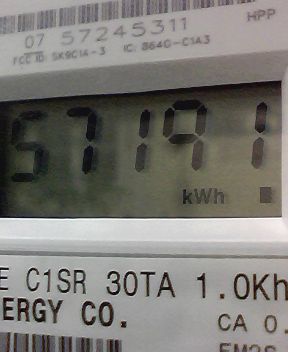 07 57245311 HPP
FCC ID: SK9C1A-3 IC: 864G-C1A3
57191
kWh
E C1SR 30TA 1.0Kh
ERGY CO. CA 0.